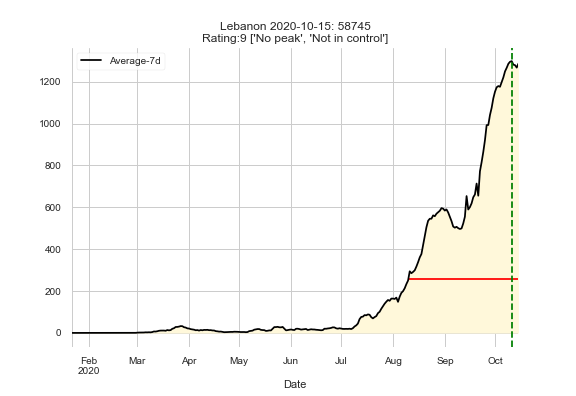 Lebanon 2020-10-15: 58745
Rating:9 ['No peak', 'Not in control']
Average-7d
1200
1000
800
600
400
200
0
Feb Mar Apr May Jun Jul Aug Sep Oct
2020
Date